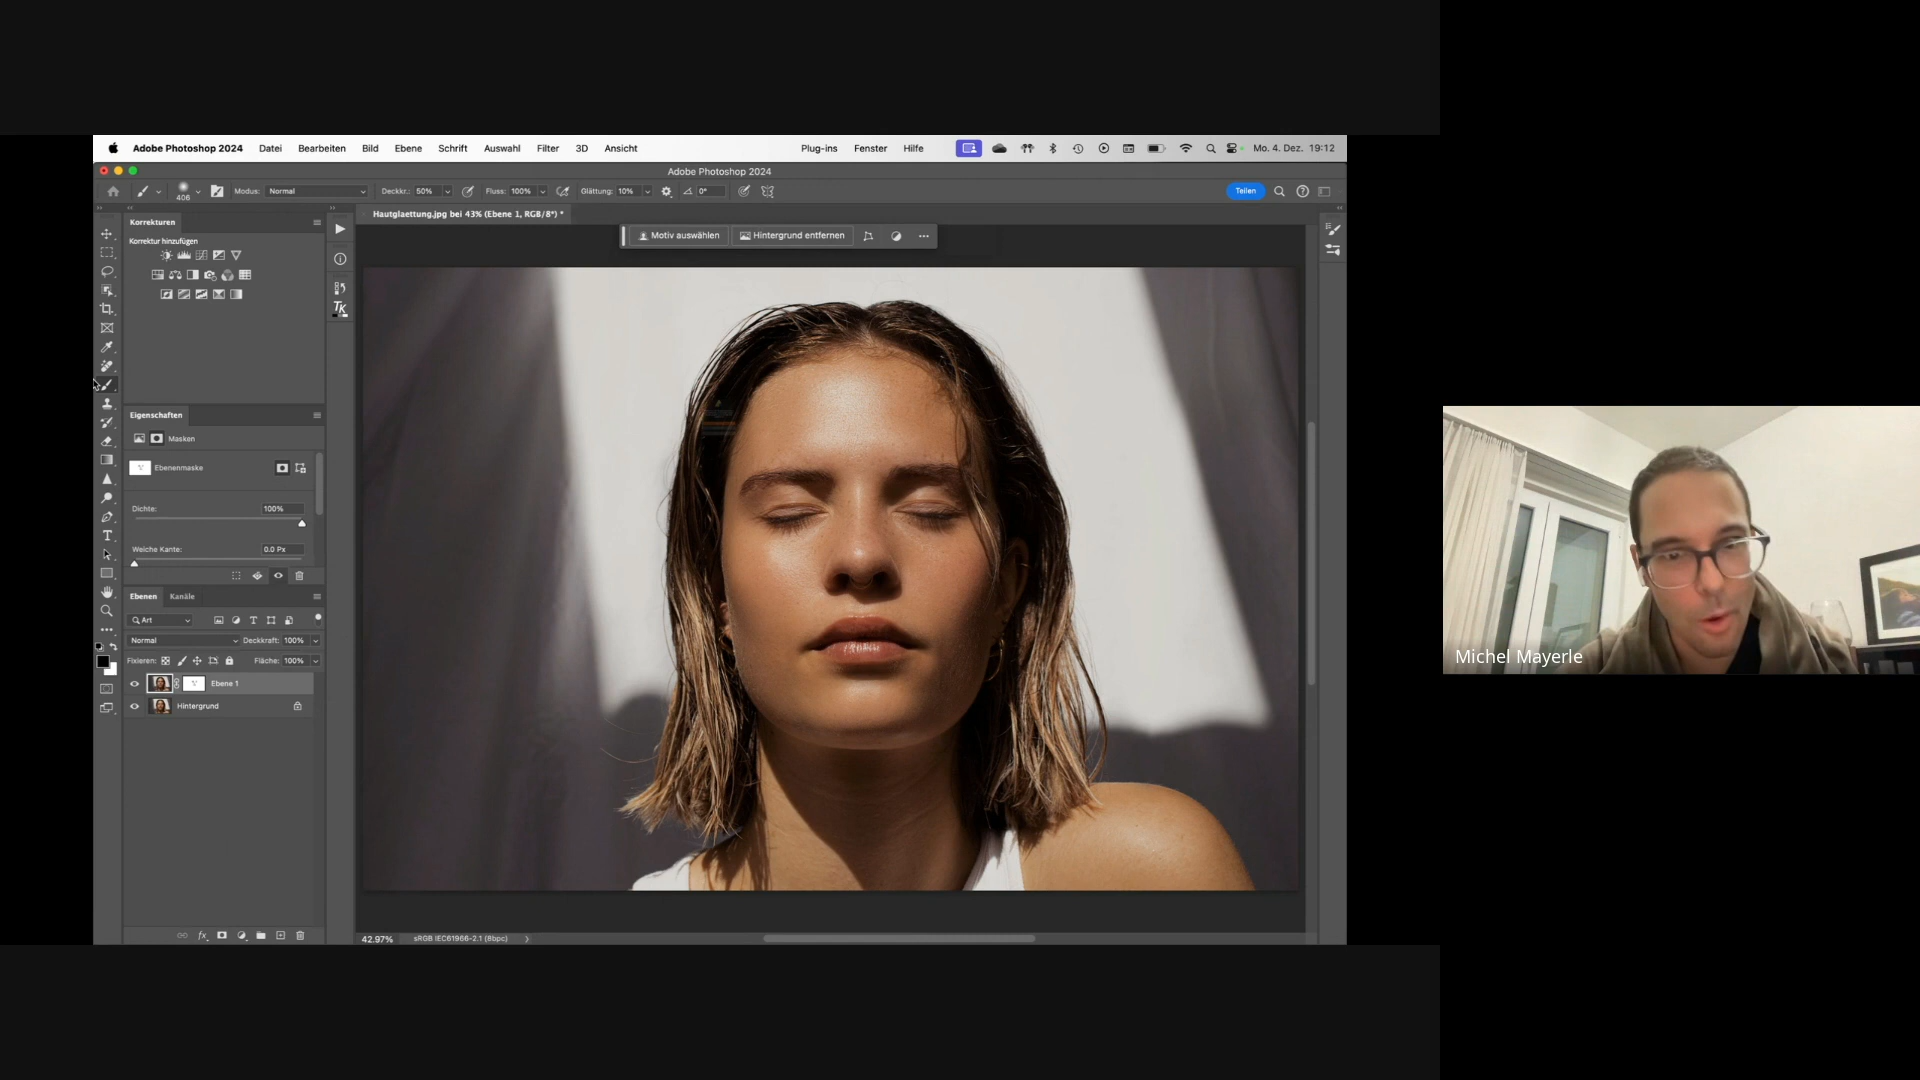 Adobe Photoshop 2024 Datei Bearbeiten Bild Ebene Schrift Auswahl Filter 3D Ansicht Plug-ins Fenster Hilfe Mo. 4. Dez. 19:12
Adobe Photoshop 2024
406 Modus: Normal Deckkr.: 50% Fluss: 100% Glättung: 10% 0° Teilen
Hautglaettung.jpg bei 43% (Ebene 1, RGB/8*) *
Korrekturen
Motiv auswählen Hintergrund entfernen
Korrektur hinzufügen
TK
Eigenschaften
Masken
Ebenenmaske
Dichte: 100%
Weiche Kante: 0.0 Px
Ebenen Kanäle
Art
Normal Deckkraft: 100%
Fixieren: Fläche: 100%
Ebene 1
Hintergrund
42.97% sRGB IEC61966-2.1 (8bpc)
Michel Mayerle